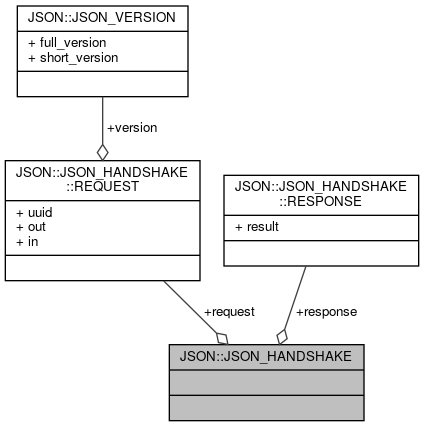 JSON::JSON_VERSION
+ full_version
+ short_version
+version
JSON::JSON_HANDSHAKE
::REQUEST
+ uuid
+ out
+ in
JSON::JSON_HANDSHAKE
::RESPONSE
+ result
+request
+response
JSON::JSON_HANDSHAKE